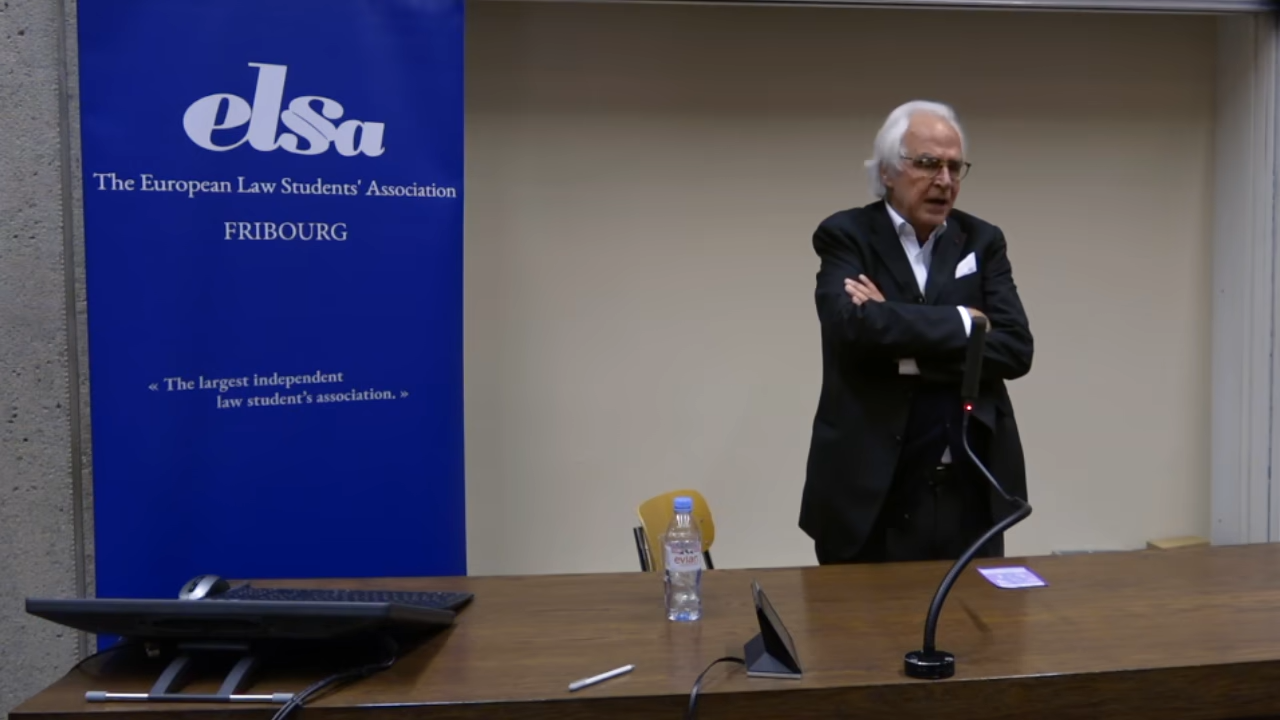 elsa
The European Law Students' Association
FRIBOURG
« The largest independent
law student's association. »
evian